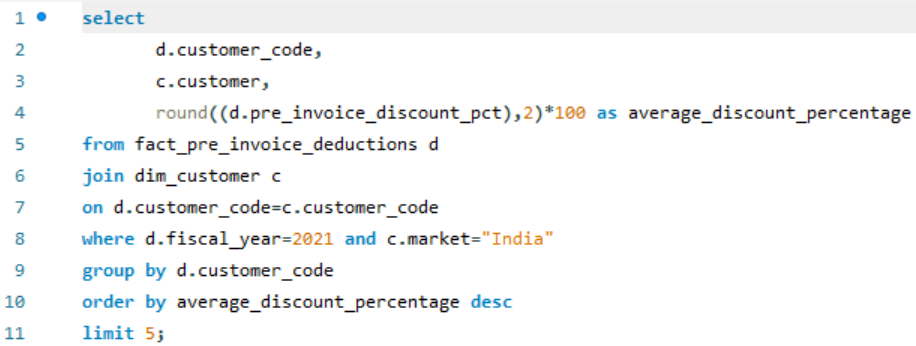 1 select
2 d.customer_code,
3 c.customer,
4 round((d.pre_invoice_discount_pct),2)*100 as average_discount_percentage
5 from fact_pre_invoice_deductions d
6 join dim_customer c
7 on d.customer_code=c.customer_code
8 where d.fiscal_year=2021 and c.market="India"
9 group by d.customer_code
10 order by average_discount_percentage desc
11 limit 5;